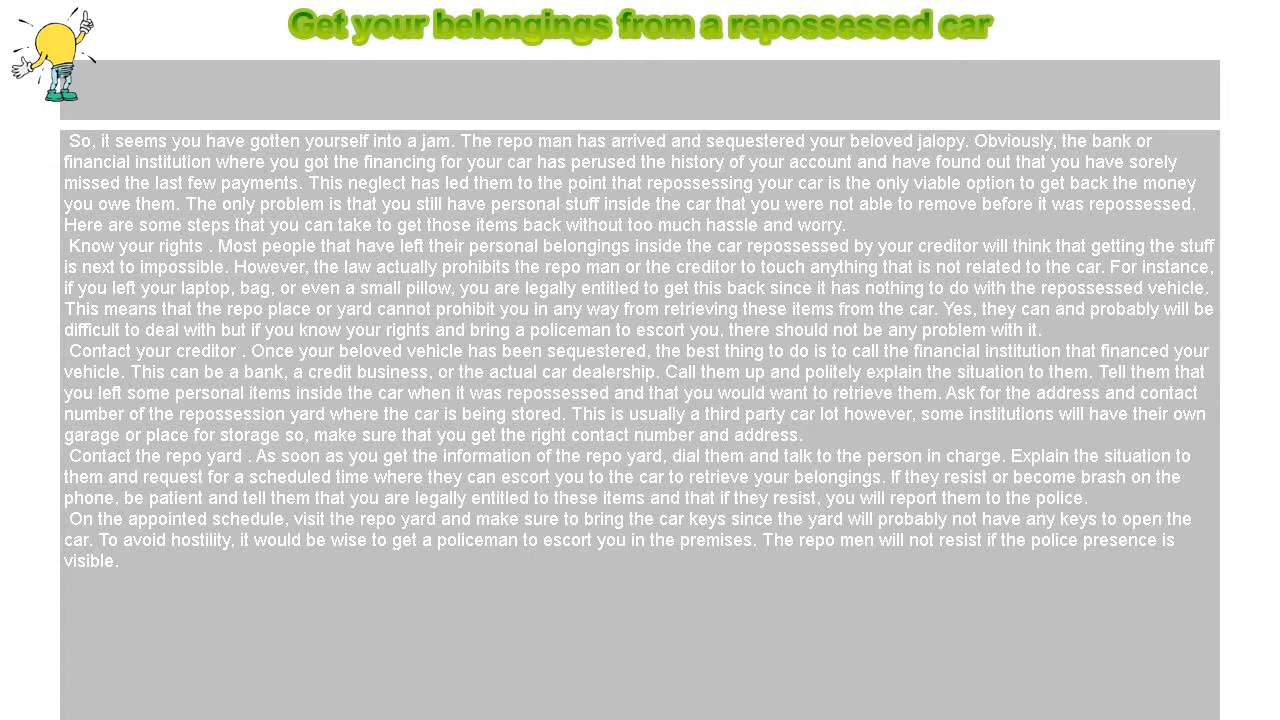 Get your belongings from a repossessed car
So, it seems you have gotten yourself into a jam. The repo man has arrived and sequestered your beloved jalopy. Obviously, the bank or
financial institution where you got the financing for your car has perused the history of your account and have found out that you have sorely
missed the last few payments. This neglect has led them to the point that repossessing your car is the only viable option to get back the money
you owe them. The only problem is that you still have personal stuff inside the car that you were not able to remove before it was repossessed.
Here are some steps that you can take to get those items back without too much hassle and worry.
Know your rights . Most people that have left their personal belongings inside the car repossessed by your creditor will think that getting the stuff
is next to impossible. However, the law actually prohibits the repo man or the creditor to touch anything that is not related to the car. For instance,
if you left your laptop, bag, or even a small pillow, you are legally entitled to get this back since it has nothing to do with the repossessed vehicle.
This means that the repo place or yard cannot prohibit you in any way from retrieving these items from the car. Yes, they can and probably will be
difficult to deal with but if you know your rights and bring a policeman to escort you, there should not be any problem with it.
Contact your creditor . Once your beloved vehicle has been sequestered, the best thing to do is to call the financial institution that financed your
vehicle. This can be a bank, a credit business, or the actual car dealership. Call them up and politely explain the situation to them. Tell them that
you left some personal items inside the car when it was repossessed and that you would want to retrieve them. Ask for the address and contact
number of the repossession yard where the car is being stored. This is usually a third party car lot however, some institutions will have their own
garage or place for storage so, make sure that you get the right contact number and address.
Contact the repo yard . As soon as you get the information of the repo yard, dial them and talk to the person in charge. Explain the situation to
them and request for a scheduled time where they can escort you to the car to retrieve your belongings. If they resist or become brash on the
phone, be patient and tell them that you are legally entitled to these items and that if they resist, you will report them to the police.
On the appointed schedule, visit the repo yard and make sure to bring the car keys since the yard will probably not have any keys to open the
car. To avoid hostility, it would be wise to get a policeman to escort you in the premises. The repo men will not resist if the police presence is
visible.